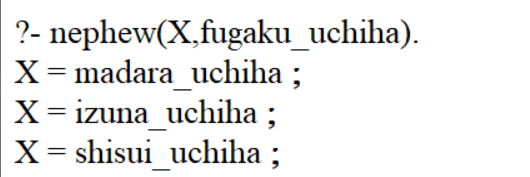 ?- nephew(X,fugaku_uchiha).
X = madara_uchiha ;
X = izuna_uchiha ;
X = shisui_uchiha ;